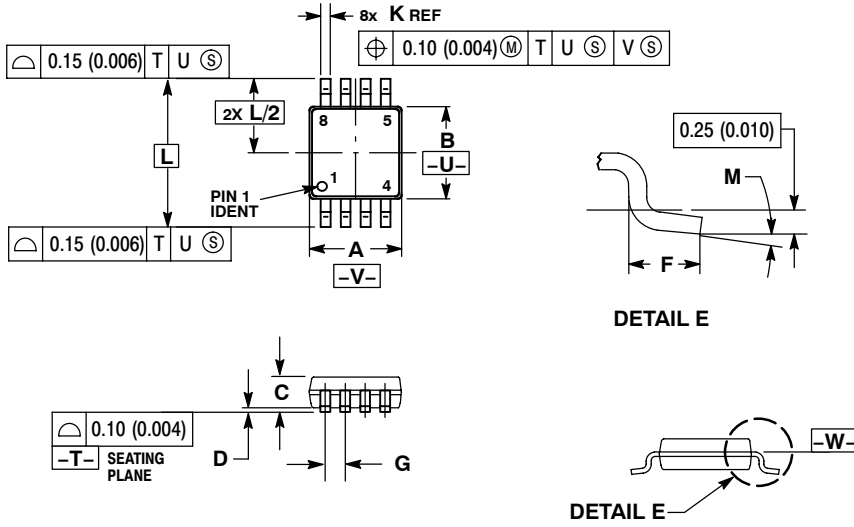 8x K REF
⌓ 0.15 (0.006) T U Ⓢ
⌖ 0.10 (0.004) Ⓜ T U Ⓢ V Ⓢ
2X L/2
8 5
B
–U–
L
0.25 (0.010)
M
1
4
PIN 1
IDENT
⌓ 0.15 (0.006) T U Ⓢ
A
–V–
F
DETAIL E
C
⌓ 0.10 (0.004)
–T– SEATING
PLANE
D
G
–W–
DETAIL E